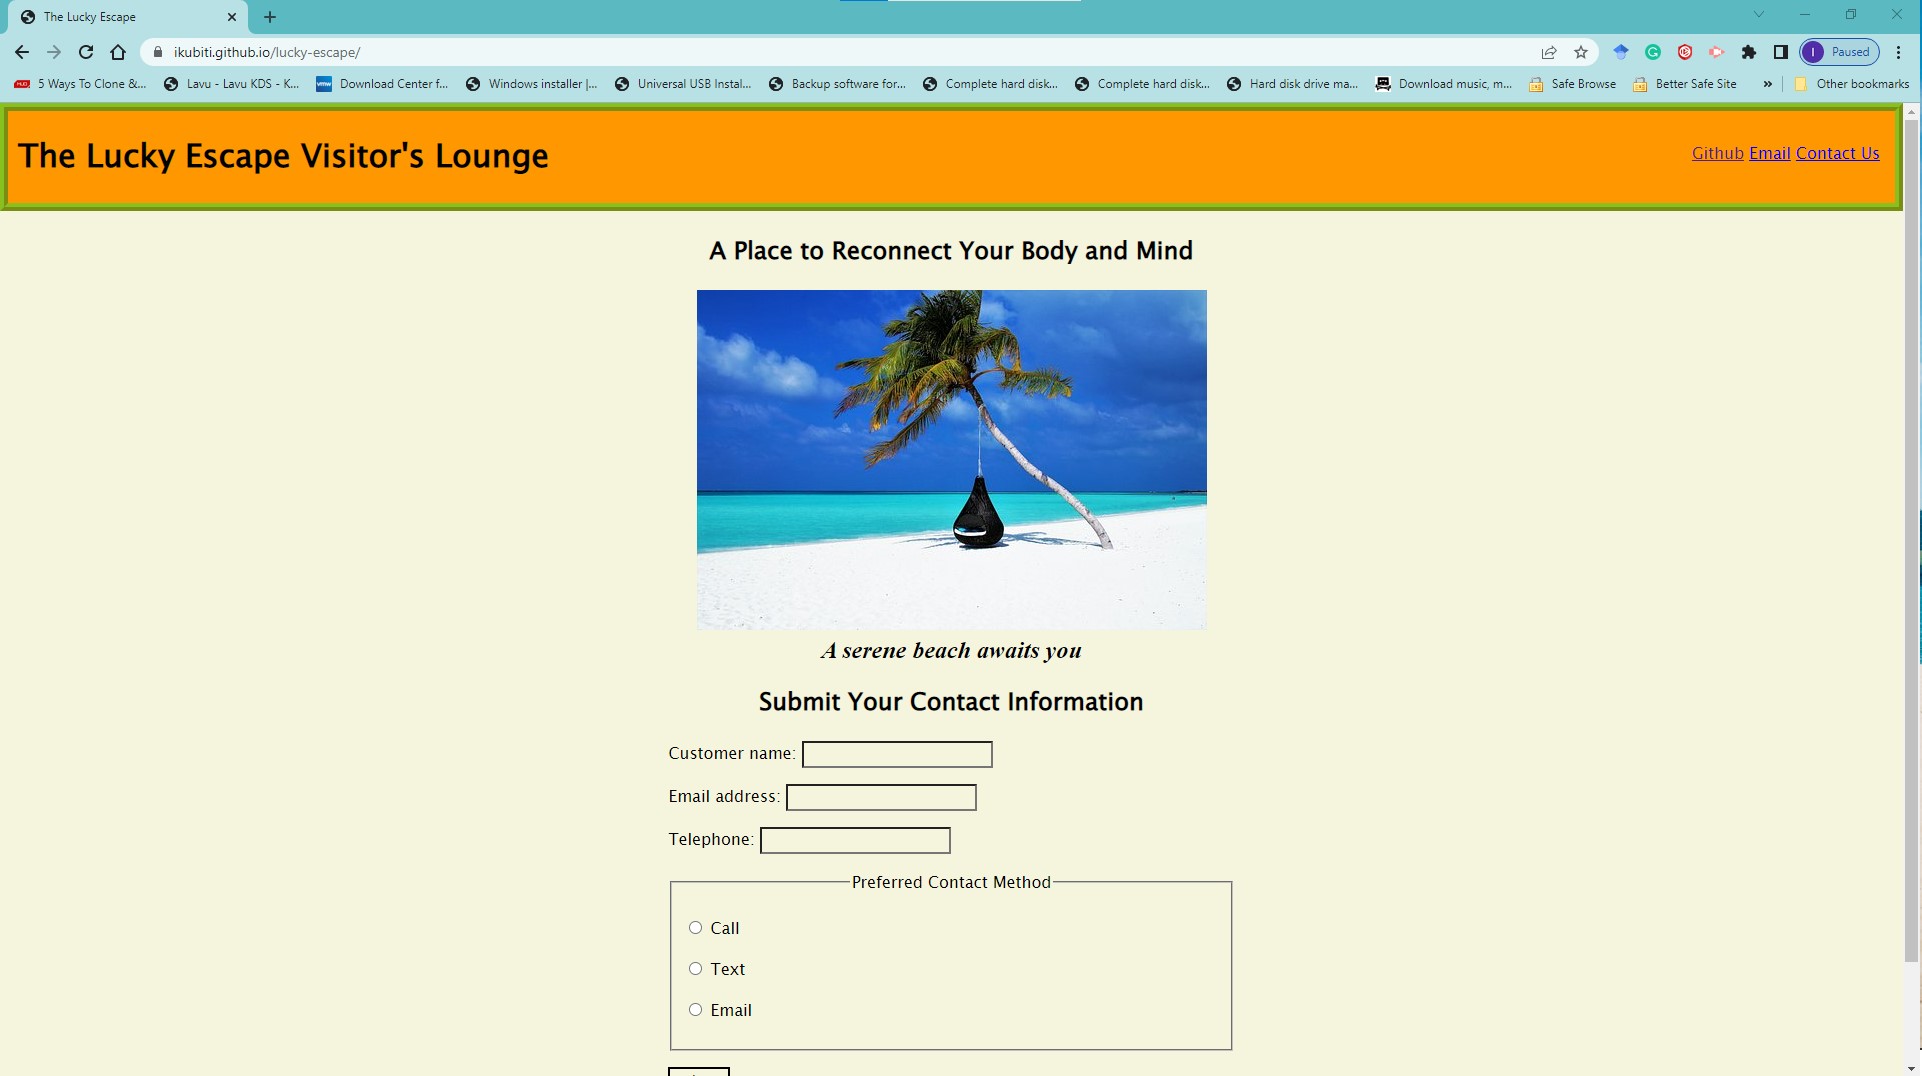 The Lucky Escape
ikubiti.github.io/lucky-escape/
Paused
5 Ways To Clone &... Lavu - Lavu KDS - K... Download Center f... Windows installer |... Universal USB Instal... Backup software for... Complete hard disk... Complete hard disk... Hard disk drive ma... Download music, m... Safe Browse Better Safe Site » Other bookmarks
The Lucky Escape Visitor's Lounge
Github Email Contact Us
A Place to Reconnect Your Body and Mind
A serene beach awaits you
Submit Your Contact Information
Customer name:
Email address:
Telephone:
Preferred Contact Method
Call
Text
Email